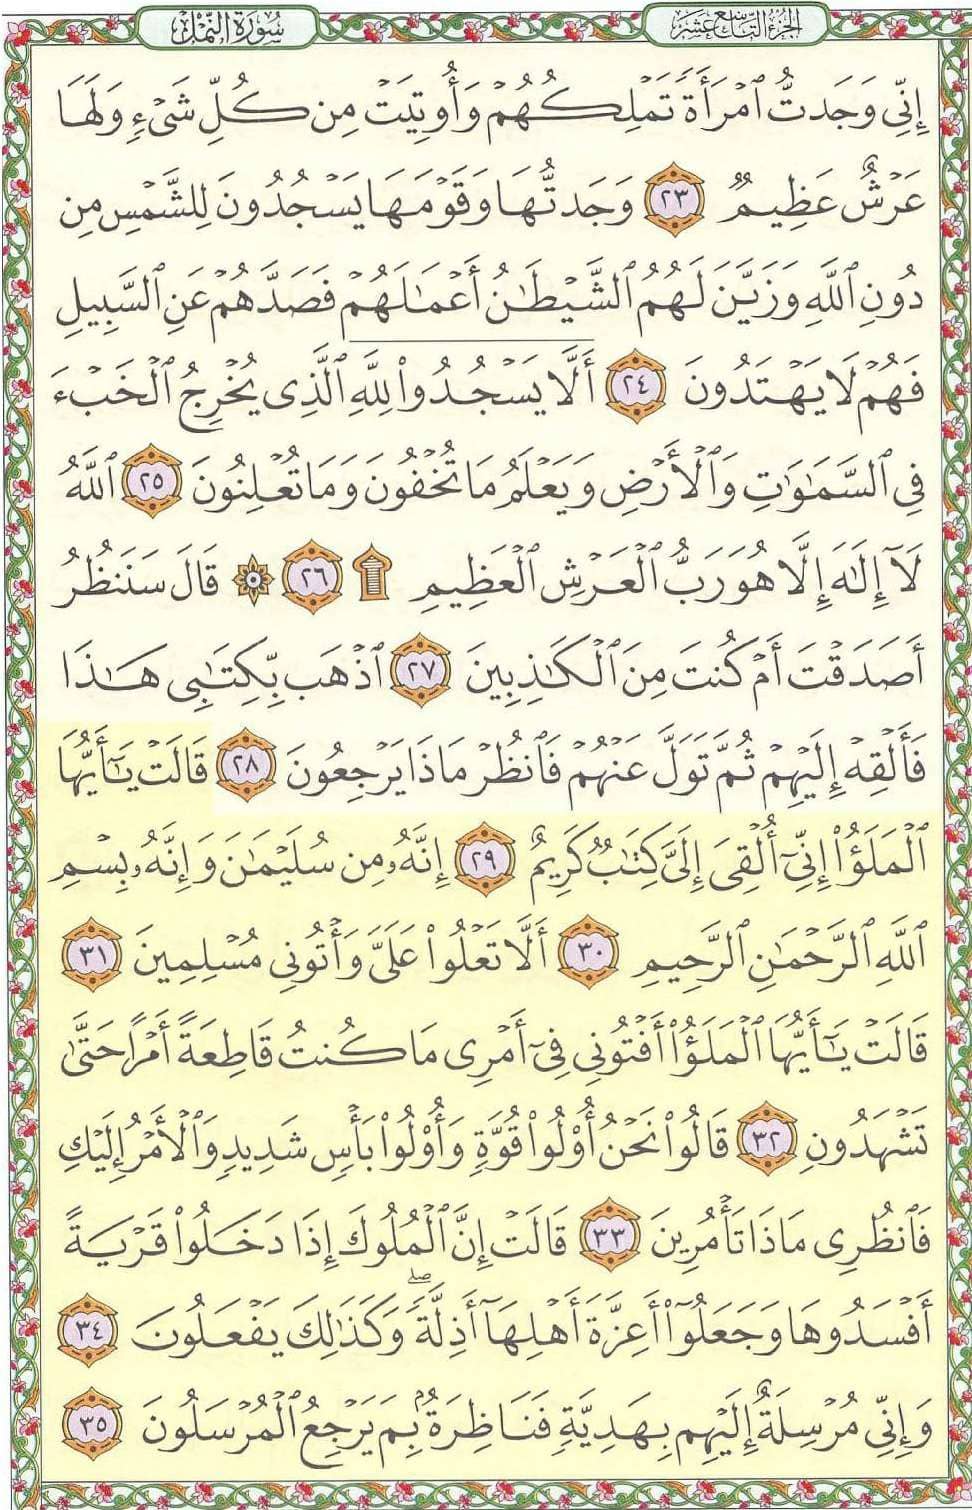 الجزء التاسع عشر
سورة النمل
إِنِّي وَجَدتُّ ٱمْرَأَةً تَمْلِكُهُمْ وَأُوتِيَتْ مِن كُلِّ شَىْءٍ وَلَهَا
عَرْشٌ عَظِيمٌ ٢٣ وَجَدتُّهَا وَقَوْمَهَا يَسْجُدُونَ لِلشَّمْسِ مِن
دُونِ ٱللَّهِ وَزَيَّنَ لَهُمُ ٱلشَّيْطَٰنُ أَعْمَٰلَهُمْ فَصَدَّهُمْ عَنِ ٱلسَّبِيلِ
فَهُمْ لَا يَهْتَدُونَ ٢٤ أَلَّا يَسْجُدُوا۟ لِلَّهِ ٱلَّذِى يُخْرِجُ ٱلْخَبْءَ
فِى ٱلسَّمَٰوَٰتِ وَٱلْأَرْضِ وَيَعْلَمُ مَا تُخْفُونَ وَمَا تُعْلِنُونَ ٢٥ ٱللَّهُ
لَآ إِلَٰهَ إِلَّا هُوَ رَبُّ ٱلْعَرْشِ ٱلْعَظِيمِ ۩ ٢٦ ۞ قَالَ سَنَنظُرُ
أَصَدَقْتَ أَمْ كُنتَ مِنَ ٱلْكَٰذِبِينَ ٢٧ ٱذْهَب بِّكِتَٰبِى هَٰذَا
فَأَلْقِهْ إِلَيْهِمْ ثُمَّ تَوَلَّ عَنْهُمْ فَٱنظُرْ مَاذَا يَرْجِعُونَ ٢٨ قَالَتْ يَٰٓأَيُّهَا
ٱلْمَلَؤُا۟ إِنِّىٓ أُلْقِىَ إِلَىَّ كِتَٰبٌ كَرِيمٌ ٢٩ إِنَّهُۥ مِن سُلَيْمَٰنَ وَإِنَّهُۥ بِسْمِ
ٱللَّهِ ٱلرَّحْمَٰنِ ٱلرَّحِيمِ ٣٠ أَلَّا تَعْلُوا۟ عَلَىَّ وَأْتُونِى مُسْلِمِينَ ٣١
قَالَتْ يَٰٓأَيُّهَا ٱلْمَلَؤُا۟ أَفْتُونِى فِىٓ أَمْرِى مَا كُنتُ قَاطِعَةً أَمْرًا حَتَّىٰ
تَشْهَدُونِ ٣٢ قَالُوا۟ نَحْنُ أُو۟لُوا۟ قُوَّةٍ وَأُو۟لُوا۟ بَأْسٍ شَدِيدٍ وَٱلْأَمْرُ إِلَيْكِ
فَٱنظُرِى مَاذَا تَأْمُرِينَ ٣٣ قَالَتْ إِنَّ ٱلْمُلُوكَ إِذَا دَخَلُوا۟ قَرْيَةً
أَفْسَدُوهَا وَجَعَلُوٓا۟ أَعِزَّةَ أَهْلِهَآ أَذِلَّةً ۖ وَكَذَٰلِكَ يَفْعَلُونَ ٣٤
وَإِنِّى مُرْسِلَةٌ إِلَيْهِم بِهَدِيَّةٍ فَنَاظِرَةٌۢ بِمَ يَرْجِعُ ٱلْمُرْسَلُونَ ٣٥